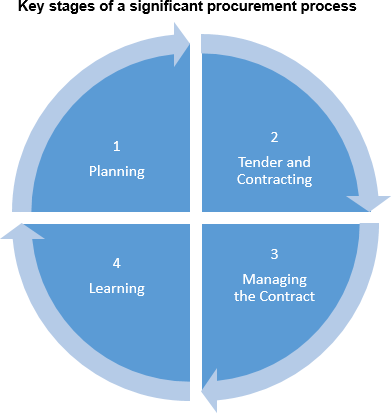 Key stages of a significant procurement process
1
Planning
2
Tender and
Contracting
3
Managing
the Contract
4
Learning